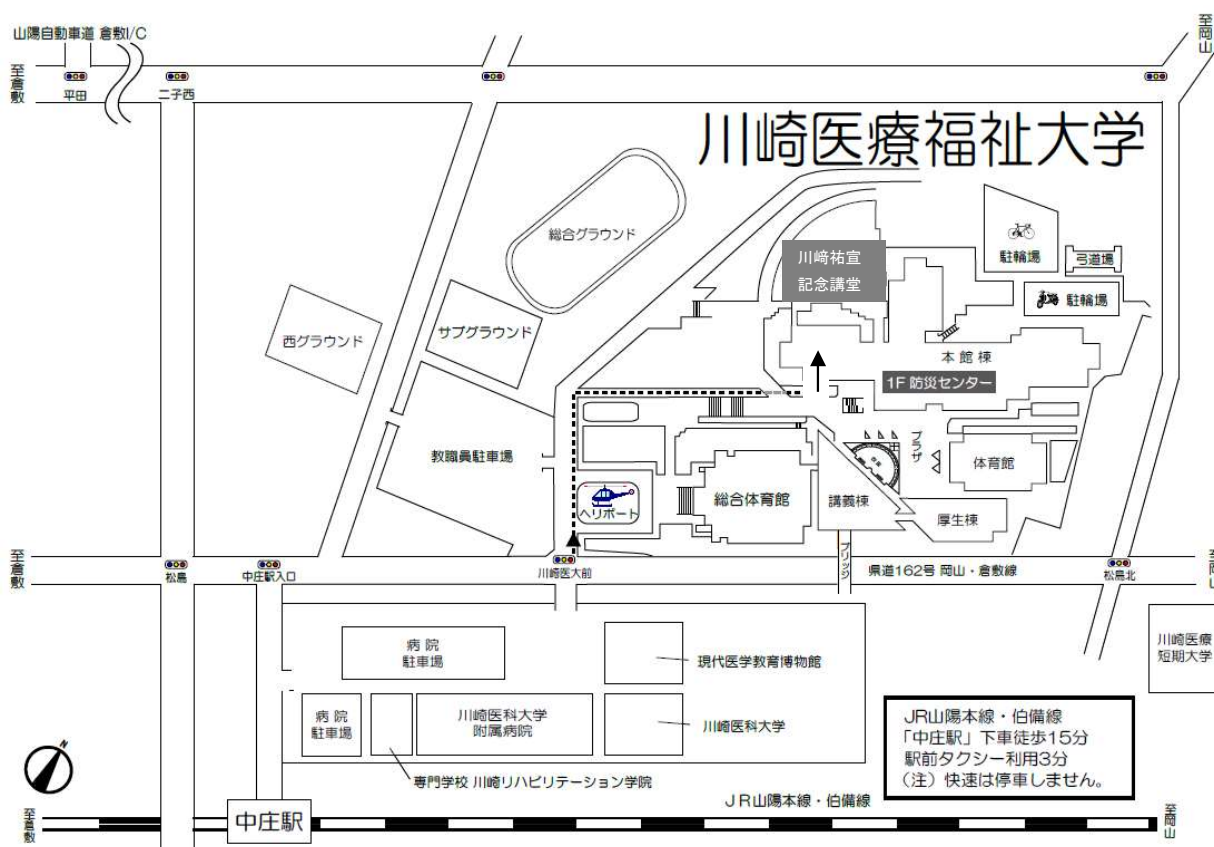 山陽自動車道 倉敷I/C
至倉敷
平田
二子西
至岡山
川崎医療福祉大学
総合グラウンド
川﨑祐宣
記念講堂
駐輪場
弓道場
駐輪場
西グラウンド
サブグラウンド
本館棟
1F 防災センター
教職員駐車場
プラザ
体育館
ヘリポート
総合体育館
講義棟
厚生棟
至倉敷
松島
中庄駅入口
川崎医大前
ブリッジ
県道162号 岡山・倉敷線
松島北
至岡山
病院
駐車場
現代医学教育博物館
川崎医療
短期大学
病院
駐車場
川崎医科大学
附属病院
川崎医科大学
専門学校 川崎リハビリテーション学院
JR山陽本線・伯備線
「中庄駅」下車徒歩15分
駅前タクシー利用3分
(注) 快速は停車しません。
N
JR山陽本線・伯備線
至倉敷
中庄駅
至岡山